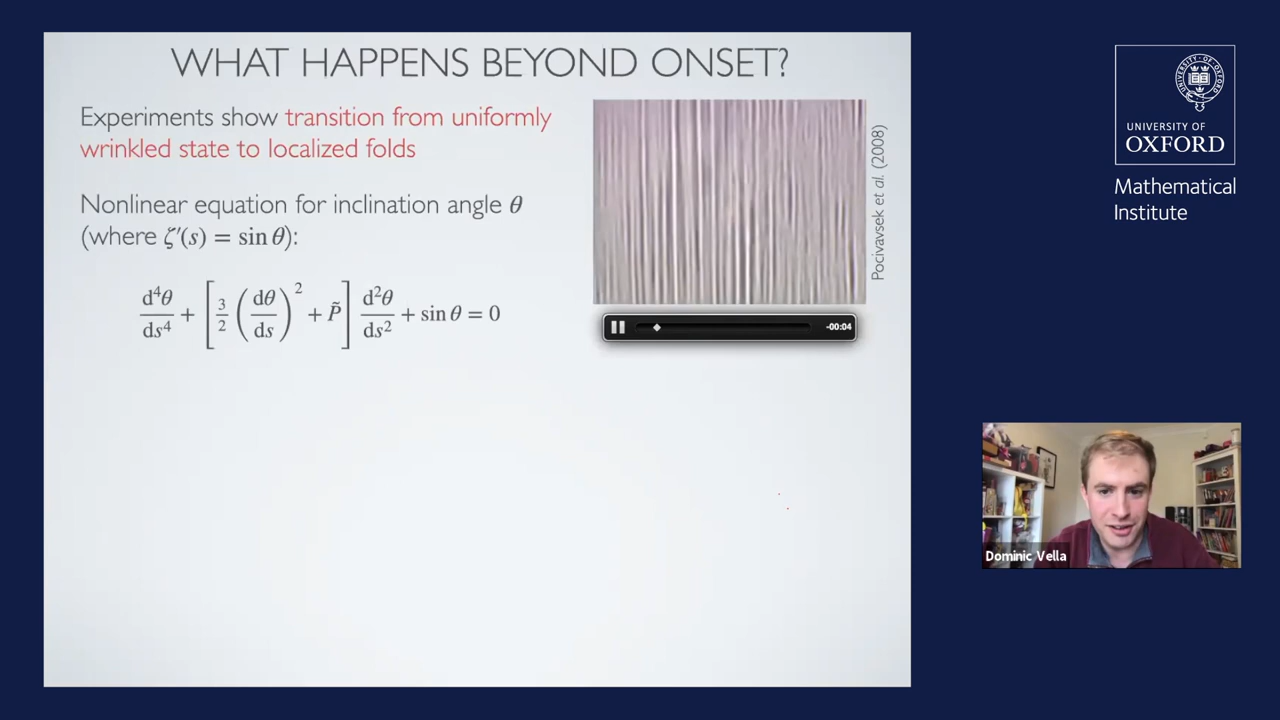 WHAT HAPPENS BEYOND ONSET?
Experiments show transition from uniformly
wrinkled state to localized folds
Nonlinear equation for inclination angle θ
(where ζ′(s) = sin θ):
d⁴θ/ds⁴ + [3/2 (dθ/ds)² + P̃] d²θ/ds² + sin θ = 0
Pocivavsek et al. (2008)
-00:04
UNIVERSITY OF
OXFORD
Mathematical
Institute
Dominic Vella